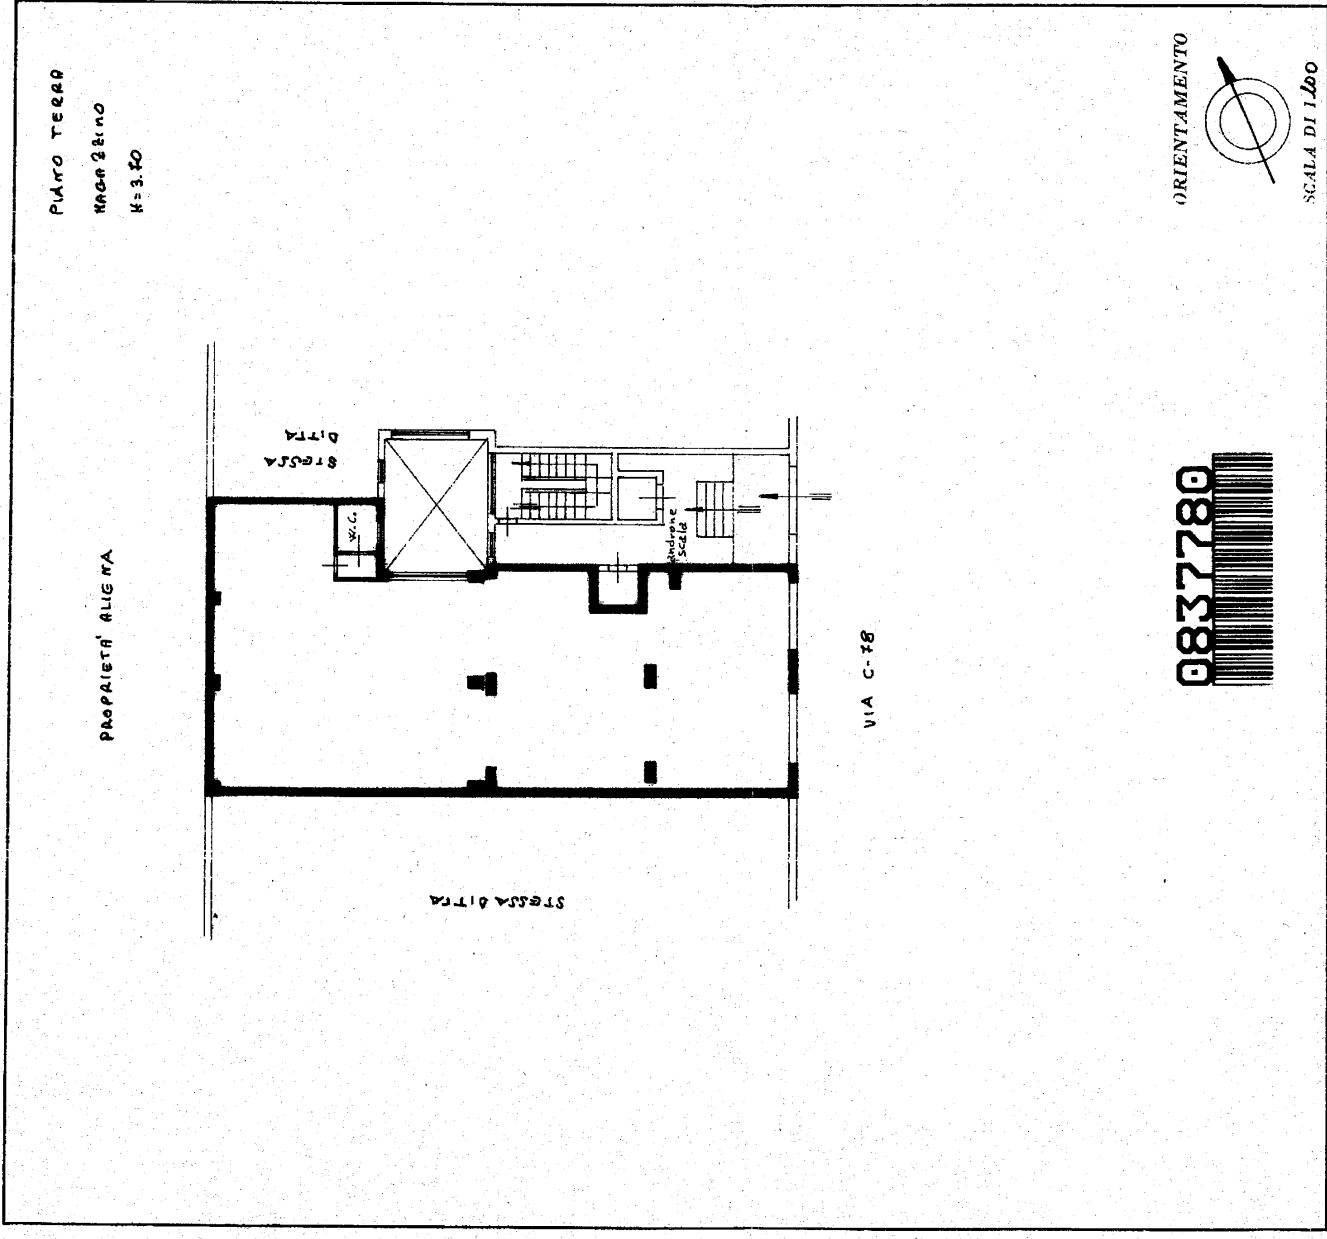 PIANO TERRA
MAGAZZINO
H=3.70
ORIENTAMENTO
SCALA DI 1:200
STESSA
DITTA
W.C.
androne
scala
PROPRIETA' ALIENA
VIA C-78
STESSA DITTA
0837780